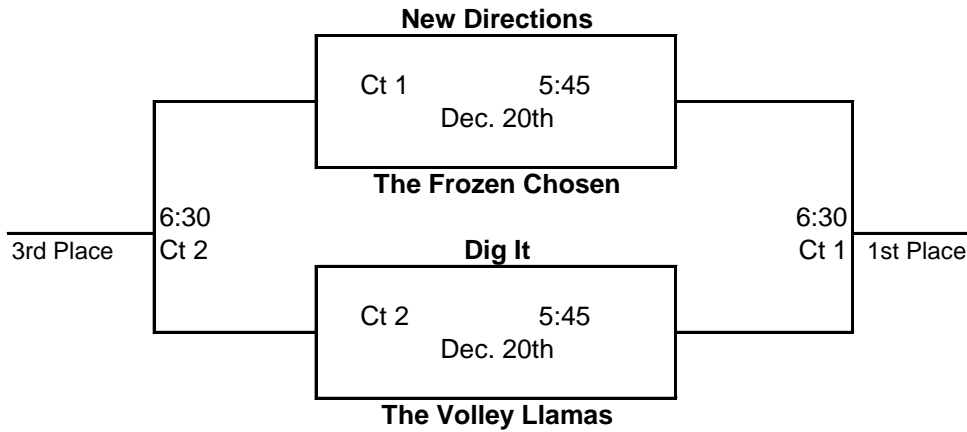 New Directions
Ct 1 5:45
Dec. 20th
The Frozen Chosen
6:30
Ct 2
3rd Place
6:30
Ct 1
1st Place
Dig It
Ct 2 5:45
Dec. 20th
The Volley Llamas